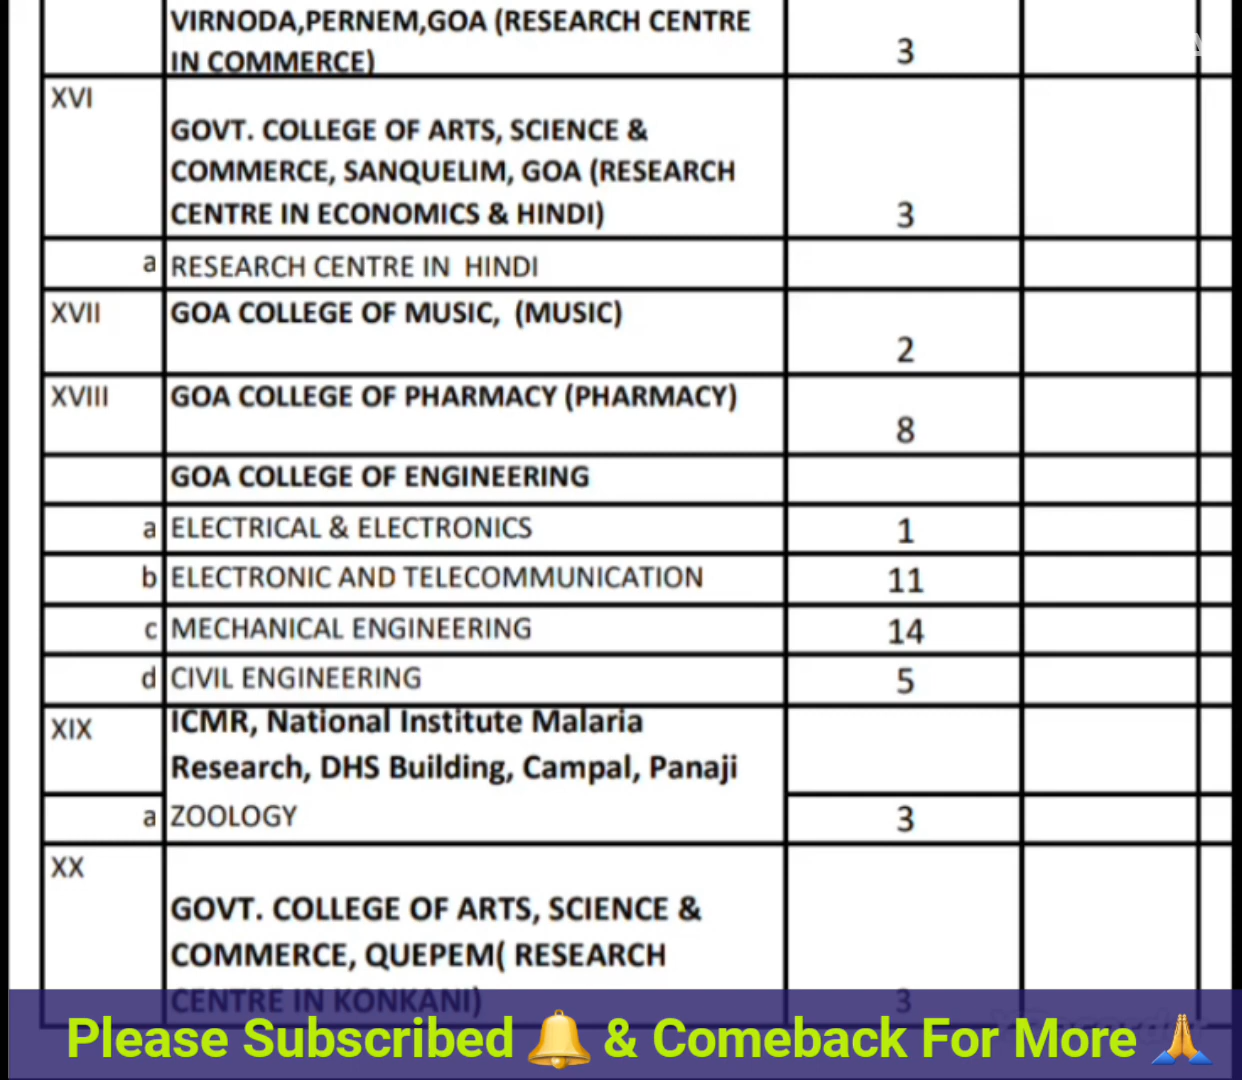 VIRNODA,PERNEM,GOA (RESEARCH CENTRE
IN COMMERCE) 3
XVI
GOVT. COLLEGE OF ARTS, SCIENCE &
COMMERCE, SANQUELIM, GOA (RESEARCH
CENTRE IN ECONOMICS & HINDI) 3
a RESEARCH CENTRE IN HINDI
XVII GOA COLLEGE OF MUSIC, (MUSIC)
2
XVIII GOA COLLEGE OF PHARMACY (PHARMACY)
8
GOA COLLEGE OF ENGINEERING
a ELECTRICAL & ELECTRONICS 1
b ELECTRONIC AND TELECOMMUNICATION 11
c MECHANICAL ENGINEERING 14
d CIVIL ENGINEERING 5
XIX ICMR, National Institute Malaria
Research, DHS Building, Campal, Panaji
a ZOOLOGY 3
XX
GOVT. COLLEGE OF ARTS, SCIENCE &
COMMERCE, QUEPEM( RESEARCH
CENTRE IN KONKANI) 3
Please Subscribed 🔔 & Comeback For More 🙏